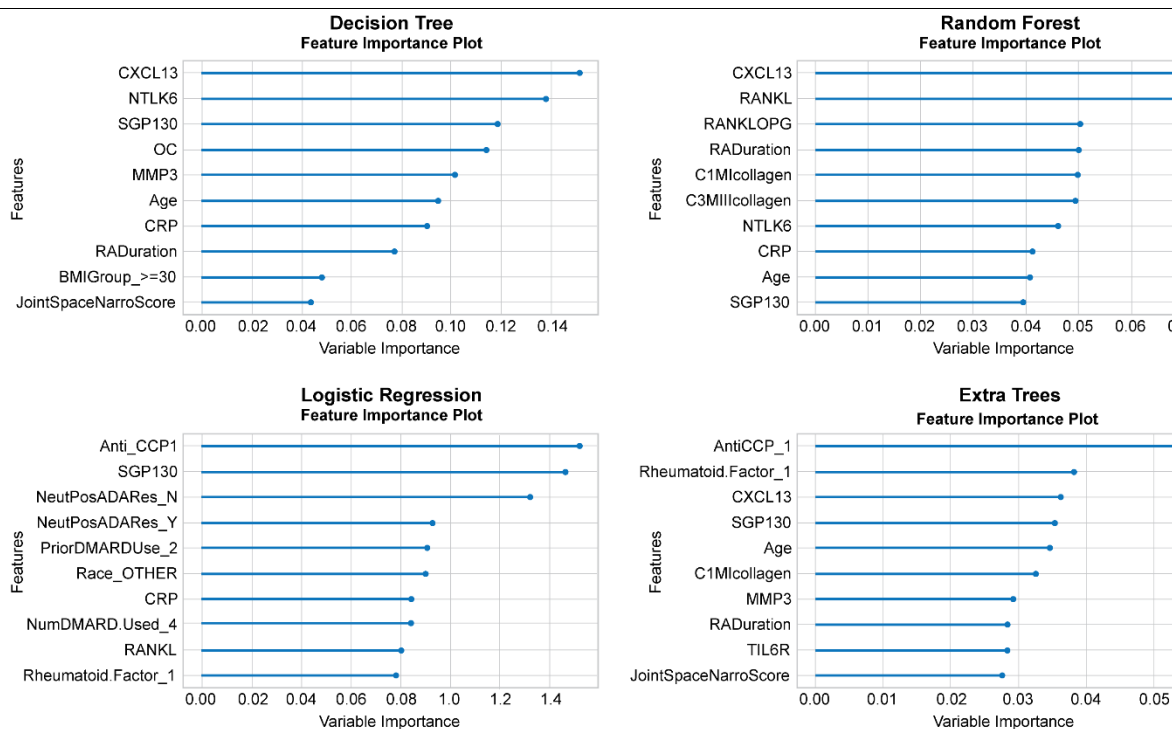 Decision Tree
Feature Importance Plot
Features
CXCL13
NTLK6
SGP130
OC
MMP3
Age
CRP
RADuration
BMIGroup_>=30
JointSpaceNarroScore
0.00 0.02 0.04 0.06 0.08 0.10 0.12 0.14
Variable Importance
Random Forest
Feature Importance Plot
Features
CXCL13
RANKL
RANKLOPG
RADuration
C1MIcollagen
C3MIIIcollagen
NTLK6
CRP
Age
SGP130
0.00 0.01 0.02 0.03 0.04 0.05 0.06
Variable Importance
Logistic Regression
Feature Importance Plot
Features
Anti_CCP1
SGP130
NeutPosADARes_N
NeutPosADARes_Y
PriorDMARDUse_2
Race_OTHER
CRP
NumDMARD.Used_4
RANKL
Rheumatoid.Factor_1
0.00 0.02 0.04 0.06 0.80 1.0 1.2 1.4
Variable Importance
Extra Trees
Feature Importance Plot
Features
AntiCCP_1
Rheumatoid.Factor_1
CXCL13
SGP130
Age
C1MIcollagen
MMP3
RADuration
TIL6R
JointSpaceNarroScore
0.00 0.01 0.02 0.03 0.04 0.05
Variable Importance